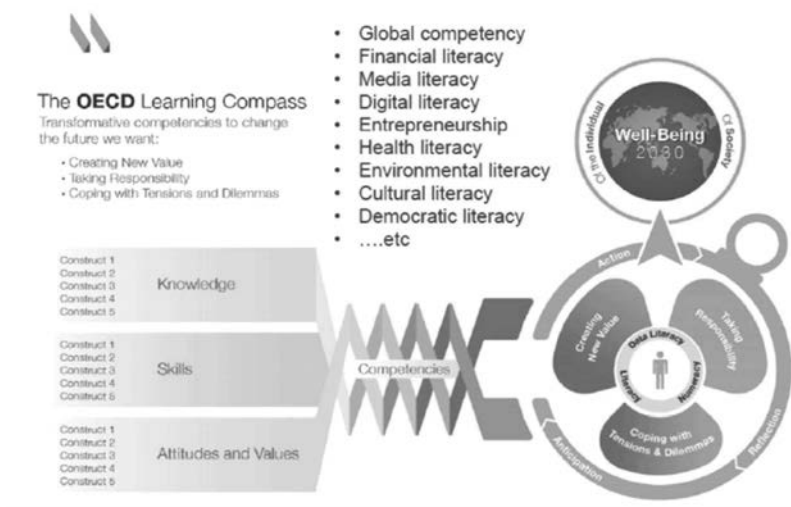 The OECD Learning Compass
Transformative competencies to change
the future we want:
• Creating New Value
• Taking Responsibility
• Coping with Tensions and Dilemmas
• Global competency
• Financial literacy
• Media literacy
• Digital literacy
• Entrepreneurship
• Health literacy
• Environmental literacy
• Cultural literacy
• Democratic literacy
• ....etc
Of the Individual
Of Society
Well-Being
2030
Construct 1
Construct 2
Construct 3
Construct 4
Construct 5
Knowledge
Construct 1
Construct 2
Construct 3
Construct 4
Construct 5
Skills
Construct 1
Construct 2
Construct 3
Construct 4
Construct 5
Attitudes and Values
Competencies
Action
Reflection
Anticipation
Creating
New Value
Taking
Responsibility
Coping with
Tensions & Dilemmas
Data Literacy
Numeracy
Literacy